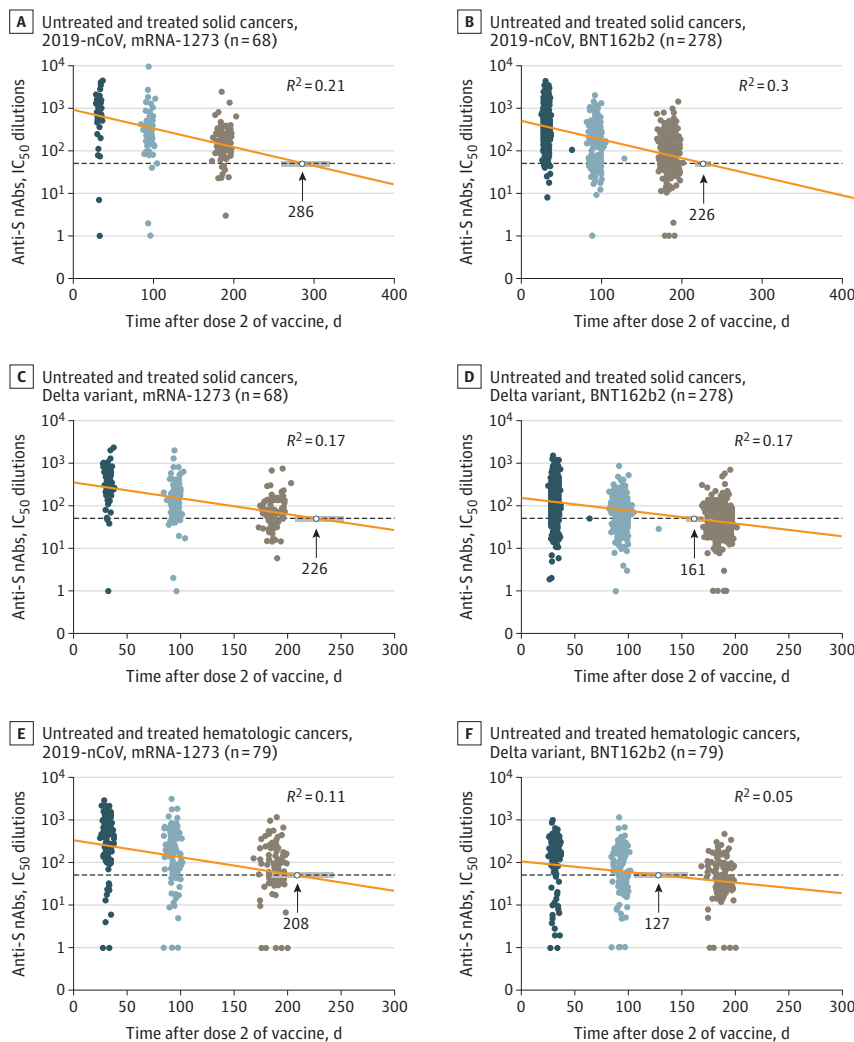 A Untreated and treated solid cancers,
2019-nCoV, mRNA-1273 (n=68)
Anti-S nAbs, IC50 dilutions
10^4
10^3
10^2
10^1
1
0
R^2=0.21
286
0 100 200 300 400
Time after dose 2 of vaccine, d
B Untreated and treated solid cancers,
2019-nCoV, BNT162b2 (n=278)
Anti-S nAbs, IC50 dilutions
10^4
10^3
10^2
10^1
1
0
R^2=0.3
226
0 100 200 300 400
Time after dose 2 of vaccine, d
C Untreated and treated solid cancers,
Delta variant, mRNA-1273 (n=68)
Anti-S nAbs, IC50 dilutions
10^4
10^3
10^2
10^1
1
0
R^2=0.17
226
0 50 100 150 200 250 300
Time after dose 2 of vaccine, d
D Untreated and treated solid cancers,
Delta variant, BNT162b2 (n=278)
Anti-S nAbs, IC50 dilutions
10^4
10^3
10^2
10^1
1
0
R^2=0.17
161
0 50 100 150 200 250 300
Time after dose 2 of vaccine, d
E Untreated and treated hematologic cancers,
2019-nCoV, mRNA-1273 (n=79)
Anti-S nAbs, IC50 dilutions
10^4
10^3
10^2
10^1
1
0
R^2=0.11
208
0 50 100 150 200 250 300
Time after dose 2 of vaccine, d
F Untreated and treated hematologic cancers,
Delta variant, BNT162b2 (n=79)
Anti-S nAbs, IC50 dilutions
10^4
10^3
10^2
10^1
1
0
R^2=0.05
127
0 50 100 150 200 250 300
Time after dose 2 of vaccine, d